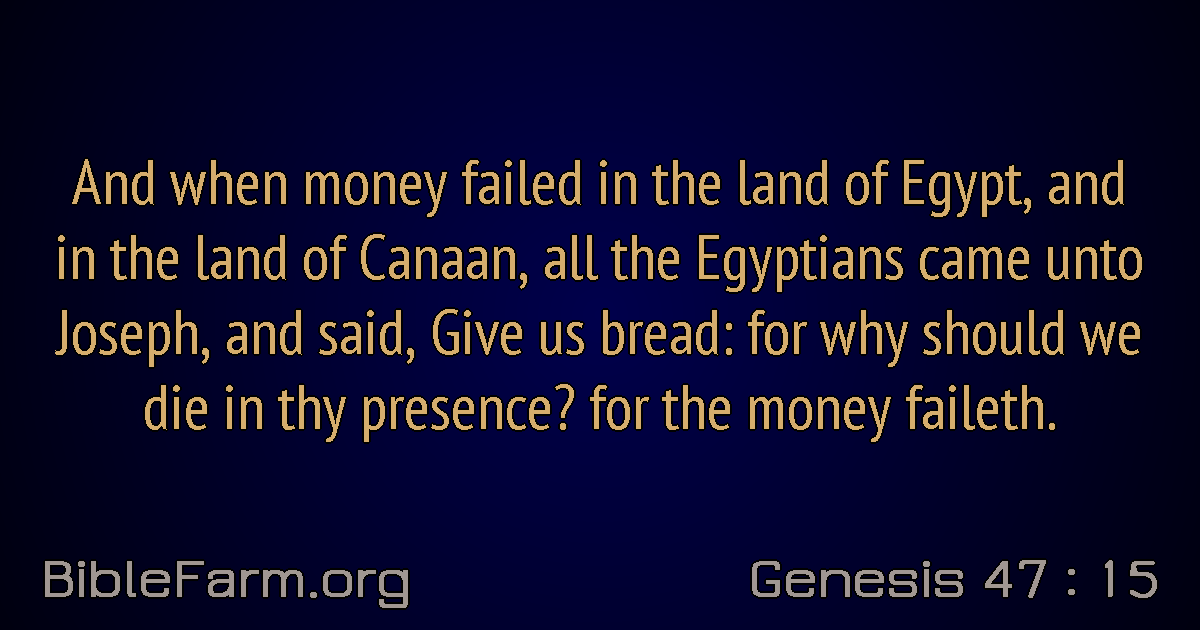 And when money failed in the land of Egypt, and
in the land of Canaan, all the Egyptians came unto
Joseph, and said, Give us bread: for why should we
die in thy presence? for the money faileth.
BibleFarm.org
Genesis 47 : 15